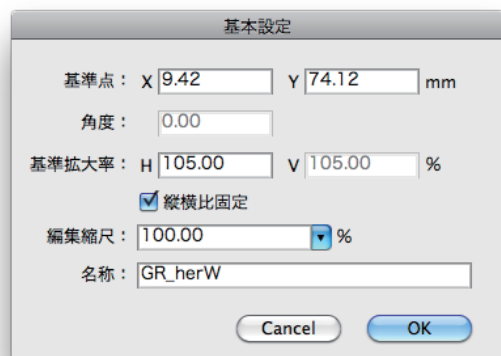 基本設定
基準点： X 9.42 Y 74.12 mm
角度： 0.00
基準拡大率： H 105.00 V 105.00 %
縦横比固定
編集縮尺： 100.00 %
名称： GR_herW
Cancel OK